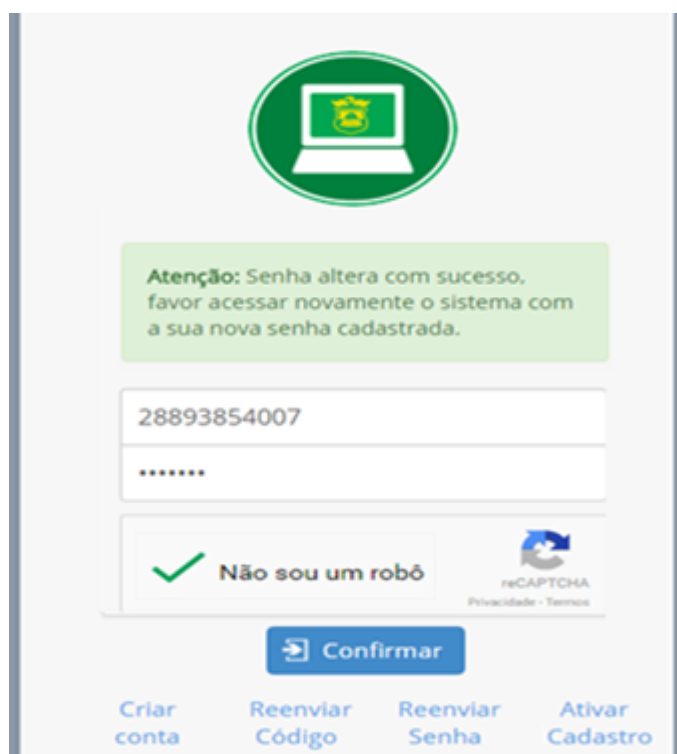 Atenção: Senha altera com sucesso,
favor acessar novamente o sistema com
a sua nova senha cadastrada.
28893854007
•••••••
Não sou um robô
reCAPTCHA
Privacidade - Termos
Confirmar
Criar conta
Reenviar Código
Reenviar Senha
Ativar Cadastro